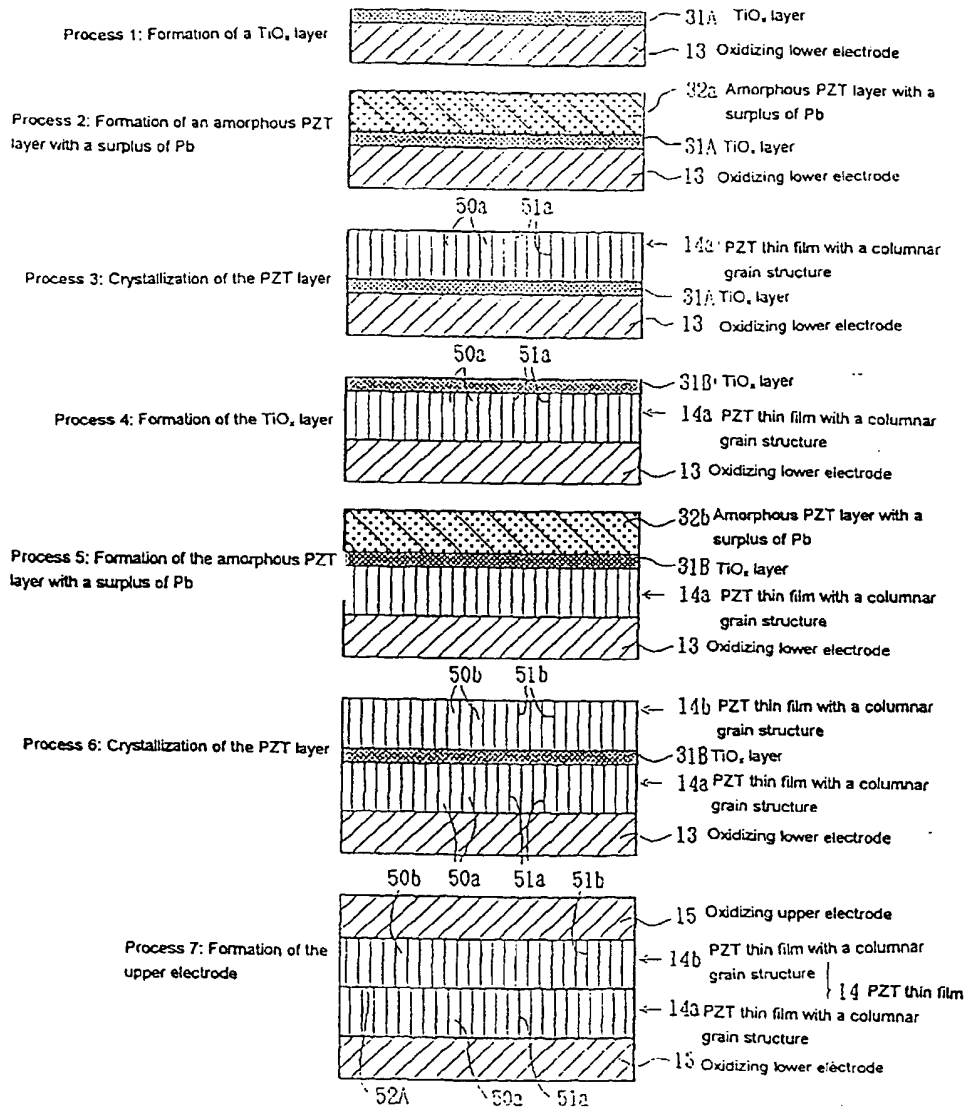 31A TiOₓ layer
Process 1: Formation of a TiOₓ layer
13 Oxidizing lower electrode
32a Amorphous PZT layer with a
surplus of Pb
Process 2: Formation of an amorphous PZT
layer with a surplus of Pb
31A TiOₓ layer
13 Oxidizing lower electrode
50a 51a
14a PZT thin film with a columnar
grain structure
Process 3: Crystallization of the PZT layer
31A TiOₓ layer
13 Oxidizing lower electrode
50a 51a
31B TiOₓ layer
Process 4: Formation of the TiOₓ layer
14a PZT thin film with a columnar
grain structure
13 Oxidizing lower electrode
32b Amorphous PZT layer with a
surplus of Pb
Process 5: Formation of the amorphous PZT
layer with a surplus of Pb
31B TiOₓ layer
14a PZT thin film with a columnar
grain structure
13 Oxidizing lower electrode
50b 51b
14b PZT thin film with a columnar
grain structure
Process 6: Crystallization of the PZT layer
31B TiOₓ layer
14a PZT thin film with a columnar
grain structure
13 Oxidizing lower electrode
50b 50a 51a 51b
15 Oxidizing upper electrode
Process 7: Formation of the
upper electrode
14b PZT thin film with a columnar
grain structure
14 PZT thin film
14a PZT thin film with a columnar
grain structure
13 Oxidizing lower electrode
52A 50a 51a